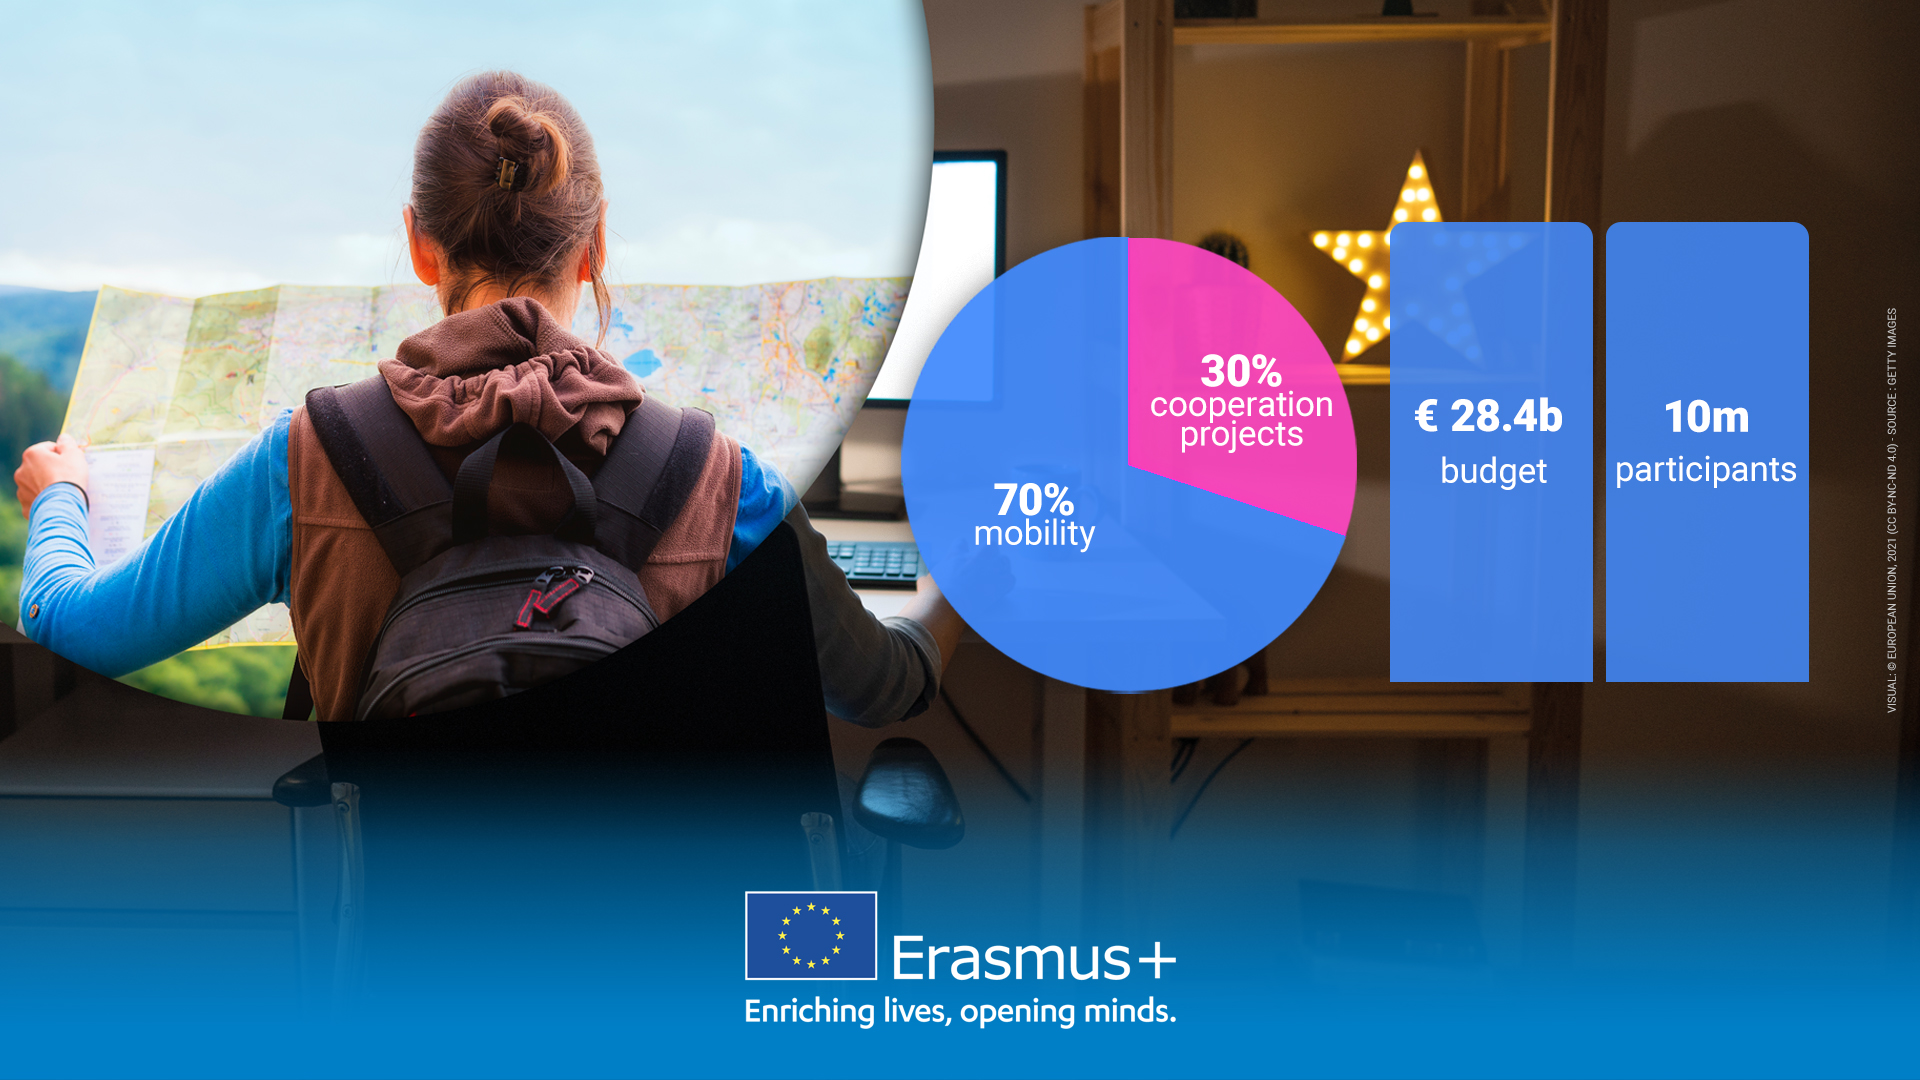 30%
cooperation
projects
70%
mobility
€ 28.4b
budget
10m
participants
VISUAL: © EUROPEAN UNION, 2021 (CC BY-NC-ND 4.0) - SOURCE : GETTY IMAGES
Erasmus+
Enriching lives, opening minds.